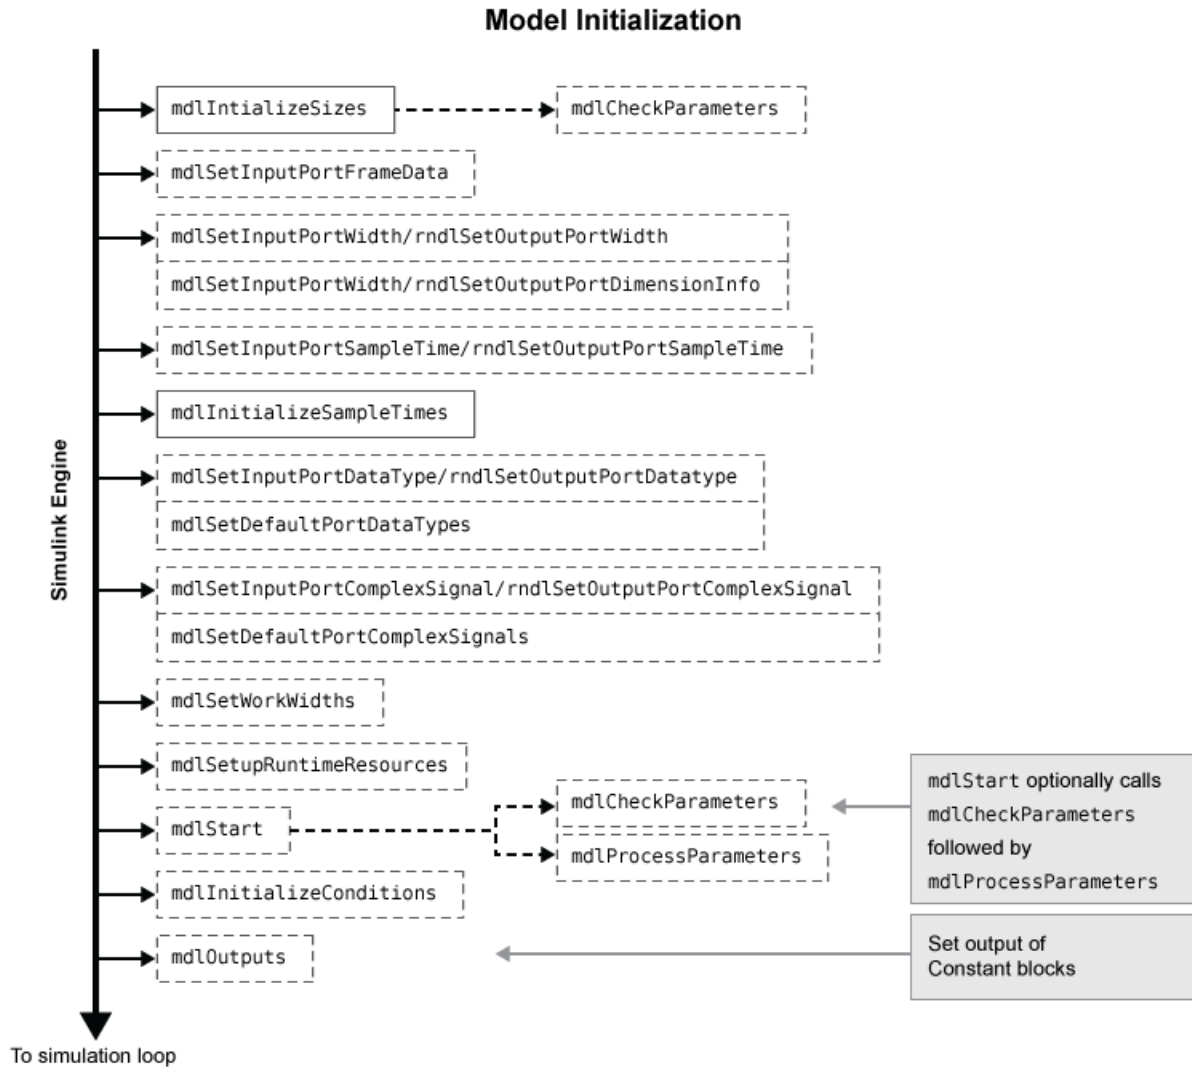 Model Initialization
mdlIntializeSizes
mdlCheckParameters
mdlSetInputPortFrameData
mdlSetInputPortWidth/rndlSetOutputPortWidth
mdlSetInputPortWidth/rndlSetOutputPortDimensionInfo
mdlSetInputPortSampleTime/rndlSetOutputPortSampleTime
mdlInitializeSampleTimes
Simulink Engine
mdlSetInputPortDataType/rndlSetOutputPortDatatype
mdlSetDefaultPortDataTypes
mdlSetInputPortComplexSignal/rndlSetOutputPortComplexSignal
mdlSetDefaultPortComplexSignals
mdlSetWorkWidths
mdlSetupRuntimeResources
mdlStart
mdlCheckParameters
mdlProcessParameters
mdlStart optionally calls
mdlCheckParameters
followed by
mdlProcessParameters
mdlInitializeConditions
mdlOutputs
Set output of
Constant blocks
To simulation loop